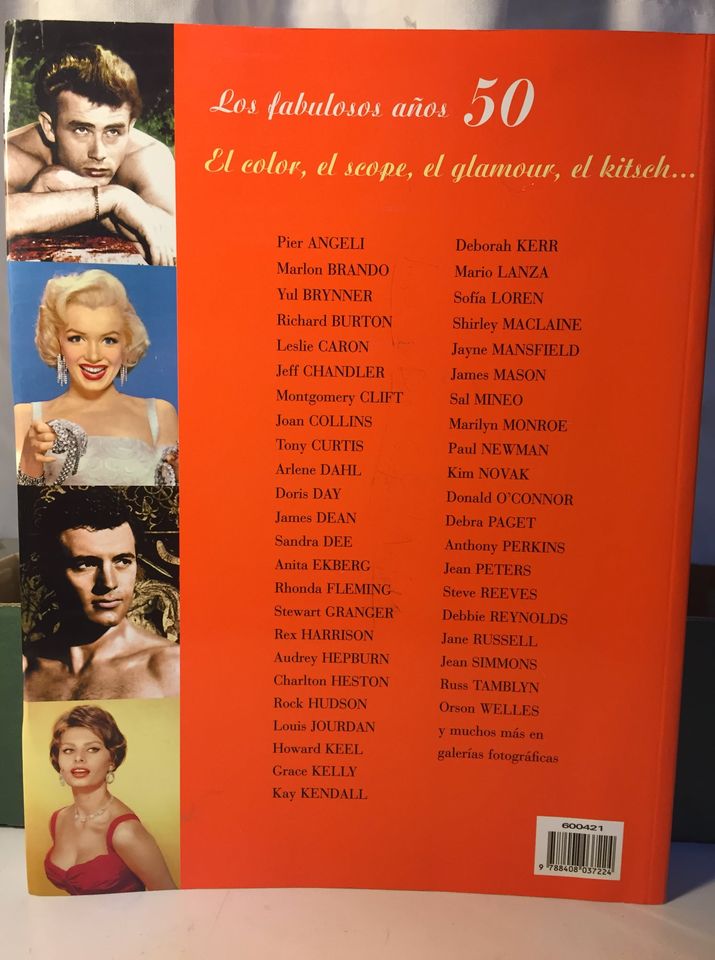 Los fabulosos años 50
El color, el scope, el glamour, el kitsch...
Pier ANGELI
Marlon BRANDO
Yul BRYNNER
Richard BURTON
Leslie CARON
Jeff CHANDLER
Montgomery CLIFT
Joan COLLINS
Tony CURTIS
Arlene DAHL
Doris DAY
James DEAN
Sandra DEE
Anita EKBERG
Rhonda FLEMING
Stewart GRANGER
Rex HARRISON
Audrey HEPBURN
Charlton HESTON
Rock HUDSON
Louis JOURDAN
Howard KEEL
Grace KELLY
Kay KENDALL
Deborah KERR
Mario LANZA
Sofía LOREN
Shirley MACLAINE
Jayne MANSFIELD
James MASON
Sal MINEO
Marilyn MONROE
Paul NEWMAN
Kim NOVAK
Donald O'CONNOR
Debra PAGET
Anthony PERKINS
Jean PETERS
Steve REEVES
Debbie REYNOLDS
Jane RUSSELL
Jean SIMMONS
Russ TAMBLYN
Orson WELLES
y muchos más en
galerías fotográficas
600421
9 788408 037224